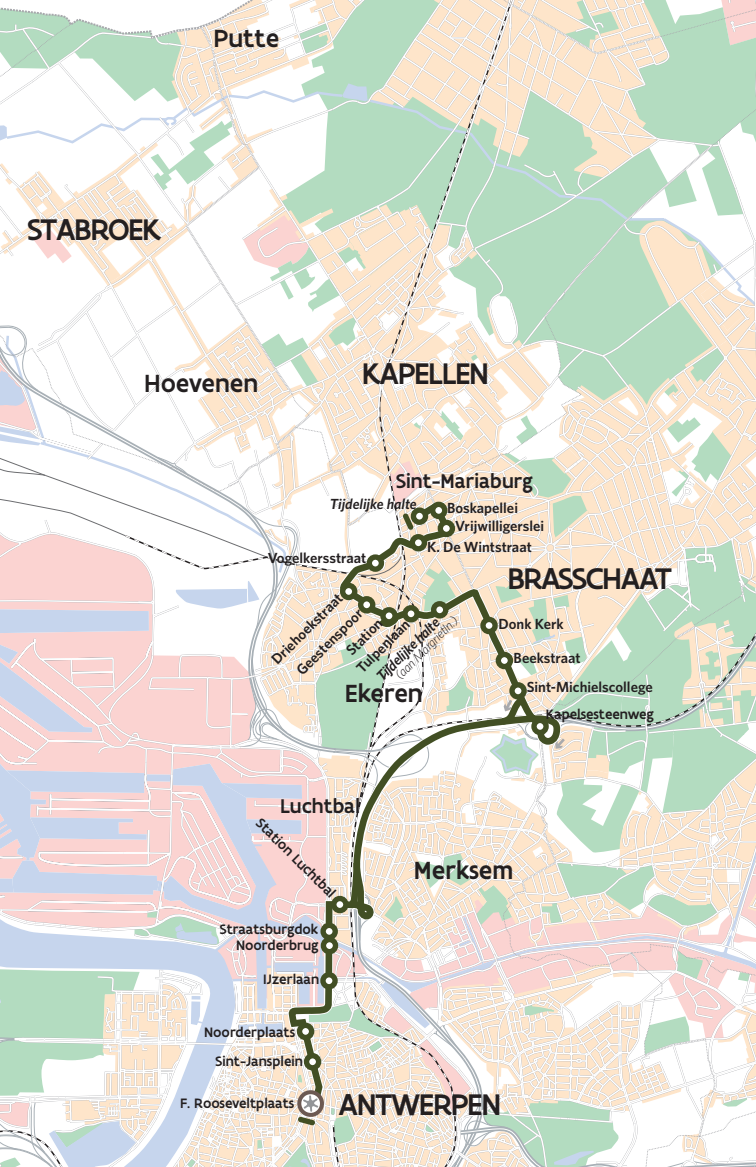 Putte
STABROEK
Hoevenen
KAPELLEN
Sint-Mariaburg
Tijdelijke halte
Boskapellei
Vrijwilligerslei
K. De Wintstraat
Vogelkersstraat
BRASSCHAAT
Driehoekstraat
Geestenspoor
Station
Tulpenlaan
Tijdelijke halte
(aan Margrietln.)
Donk Kerk
Beekstraat
Sint-Michielscollege
Ekeren
Kapelsesteenweg
Luchtbal
Station Luchtbal
Merksem
Straatsburgdok
Noorderbrug
IJzerlaan
Noorderplaats
Sint-Jansplein
F. Rooseveltplaats
ANTWERPEN